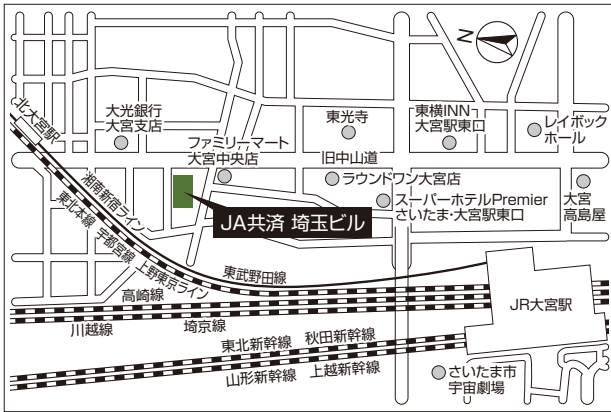 N
北大宮駅
大光銀行
大宮支店
ファミリーマート
大宮中央店
東光寺
旧中山道
東横INN
大宮駅東口
レイボック
ホール
ラウンドワン大宮店
スーパーホテルPremier
さいたま・大宮駅東口
大宮
高島屋
JA共済 埼玉ビル
湘南新宿ライン
東北本線 宇都宮線 上野東京ライン
東武野田線
高崎線
川越線
埼京線
JR大宮駅
東北新幹線 秋田新幹線
山形新幹線 上越新幹線
さいたま市
宇宙劇場